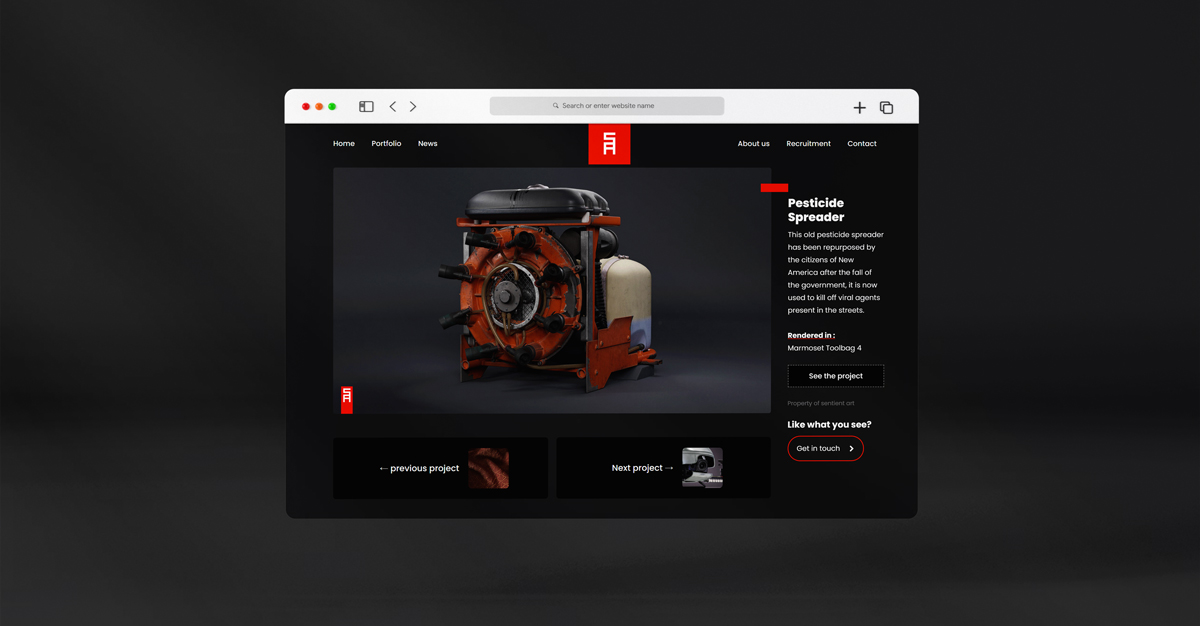 Search or enter website name
Home
Portfolio
News
SA
About us
Recruitment
Contact
Pesticide
Spreader
This old pesticide spreader
has been repurposed by
the citizens of New
America after the fall of
the government, it is now
used to kill off viral agents
present in the streets.
Rendered in :
Marmoset Toolbag 4
See the project
Property of sentient art
Like what you see?
Get in touch
SA
← previous project
Next project →